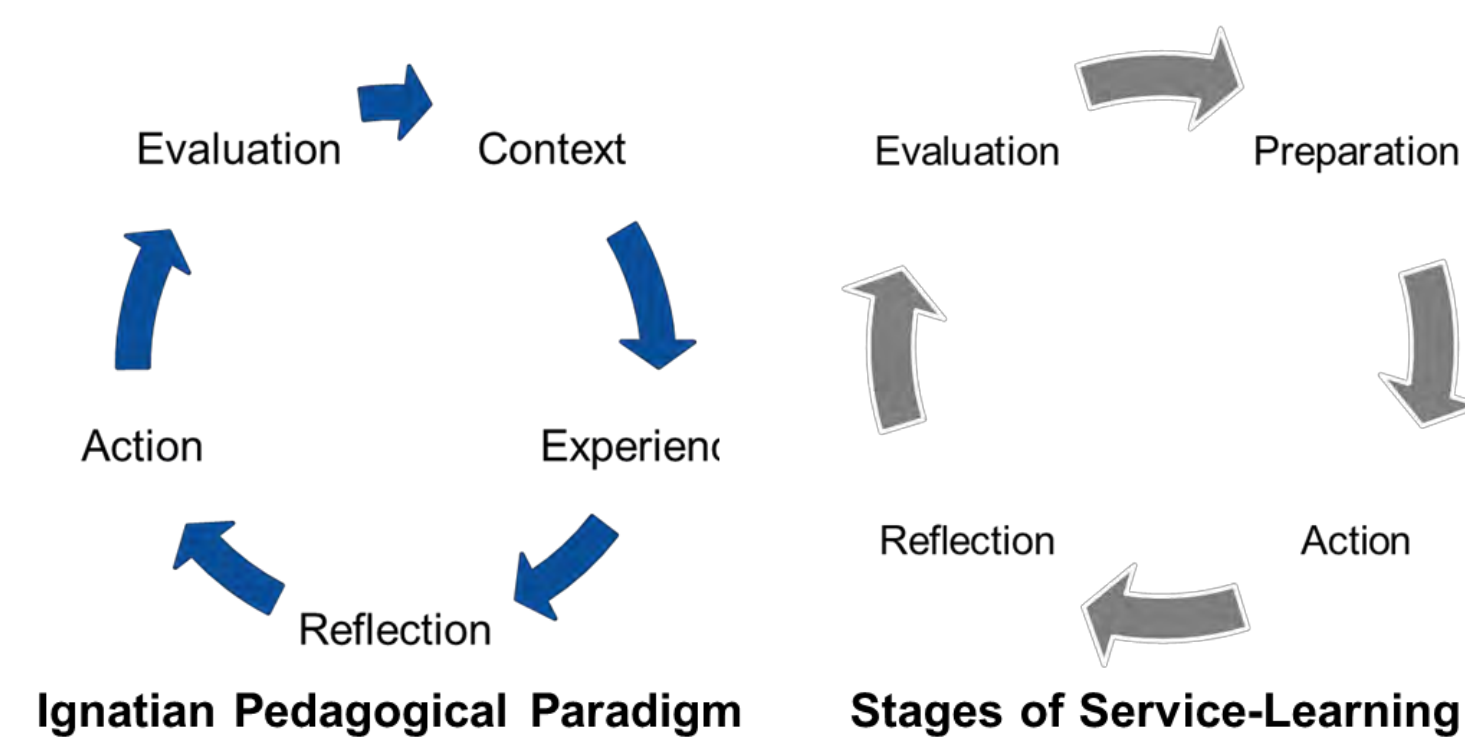 Evaluation
Context
Experienc
Reflection
Action
Ignatian Pedagogical Paradigm
Evaluation
Preparation
Action
Reflection
Stages of Service-Learning